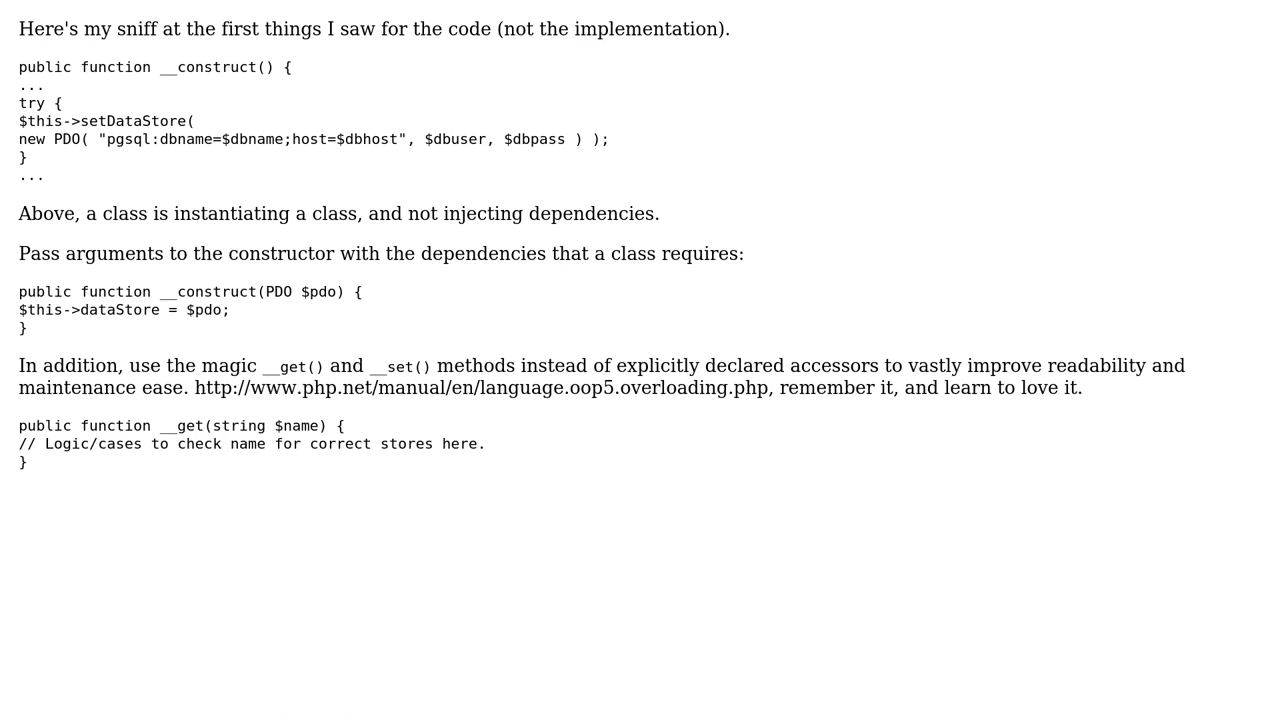 Here's my sniff at the first things I saw for the code (not the implementation).
public function __construct() {
...
try {
$this->setDataStore(
new PDO( "pgsql:dbname=$dbname;host=$dbhost", $dbuser, $dbpass ) );
}
...
Above, a class is instantiating a class, and not injecting dependencies.
Pass arguments to the constructor with the dependencies that a class requires:
public function __construct(PDO $pdo) {
$this->dataStore = $pdo;
}
In addition, use the magic __get() and __set() methods instead of explicitly declared accessors to vastly improve readability and
maintenance ease. http://www.php.net/manual/en/language.oop5.overloading.php, remember it, and learn to love it.
public function __get(string $name) {
// Logic/cases to check name for correct stores here.
}